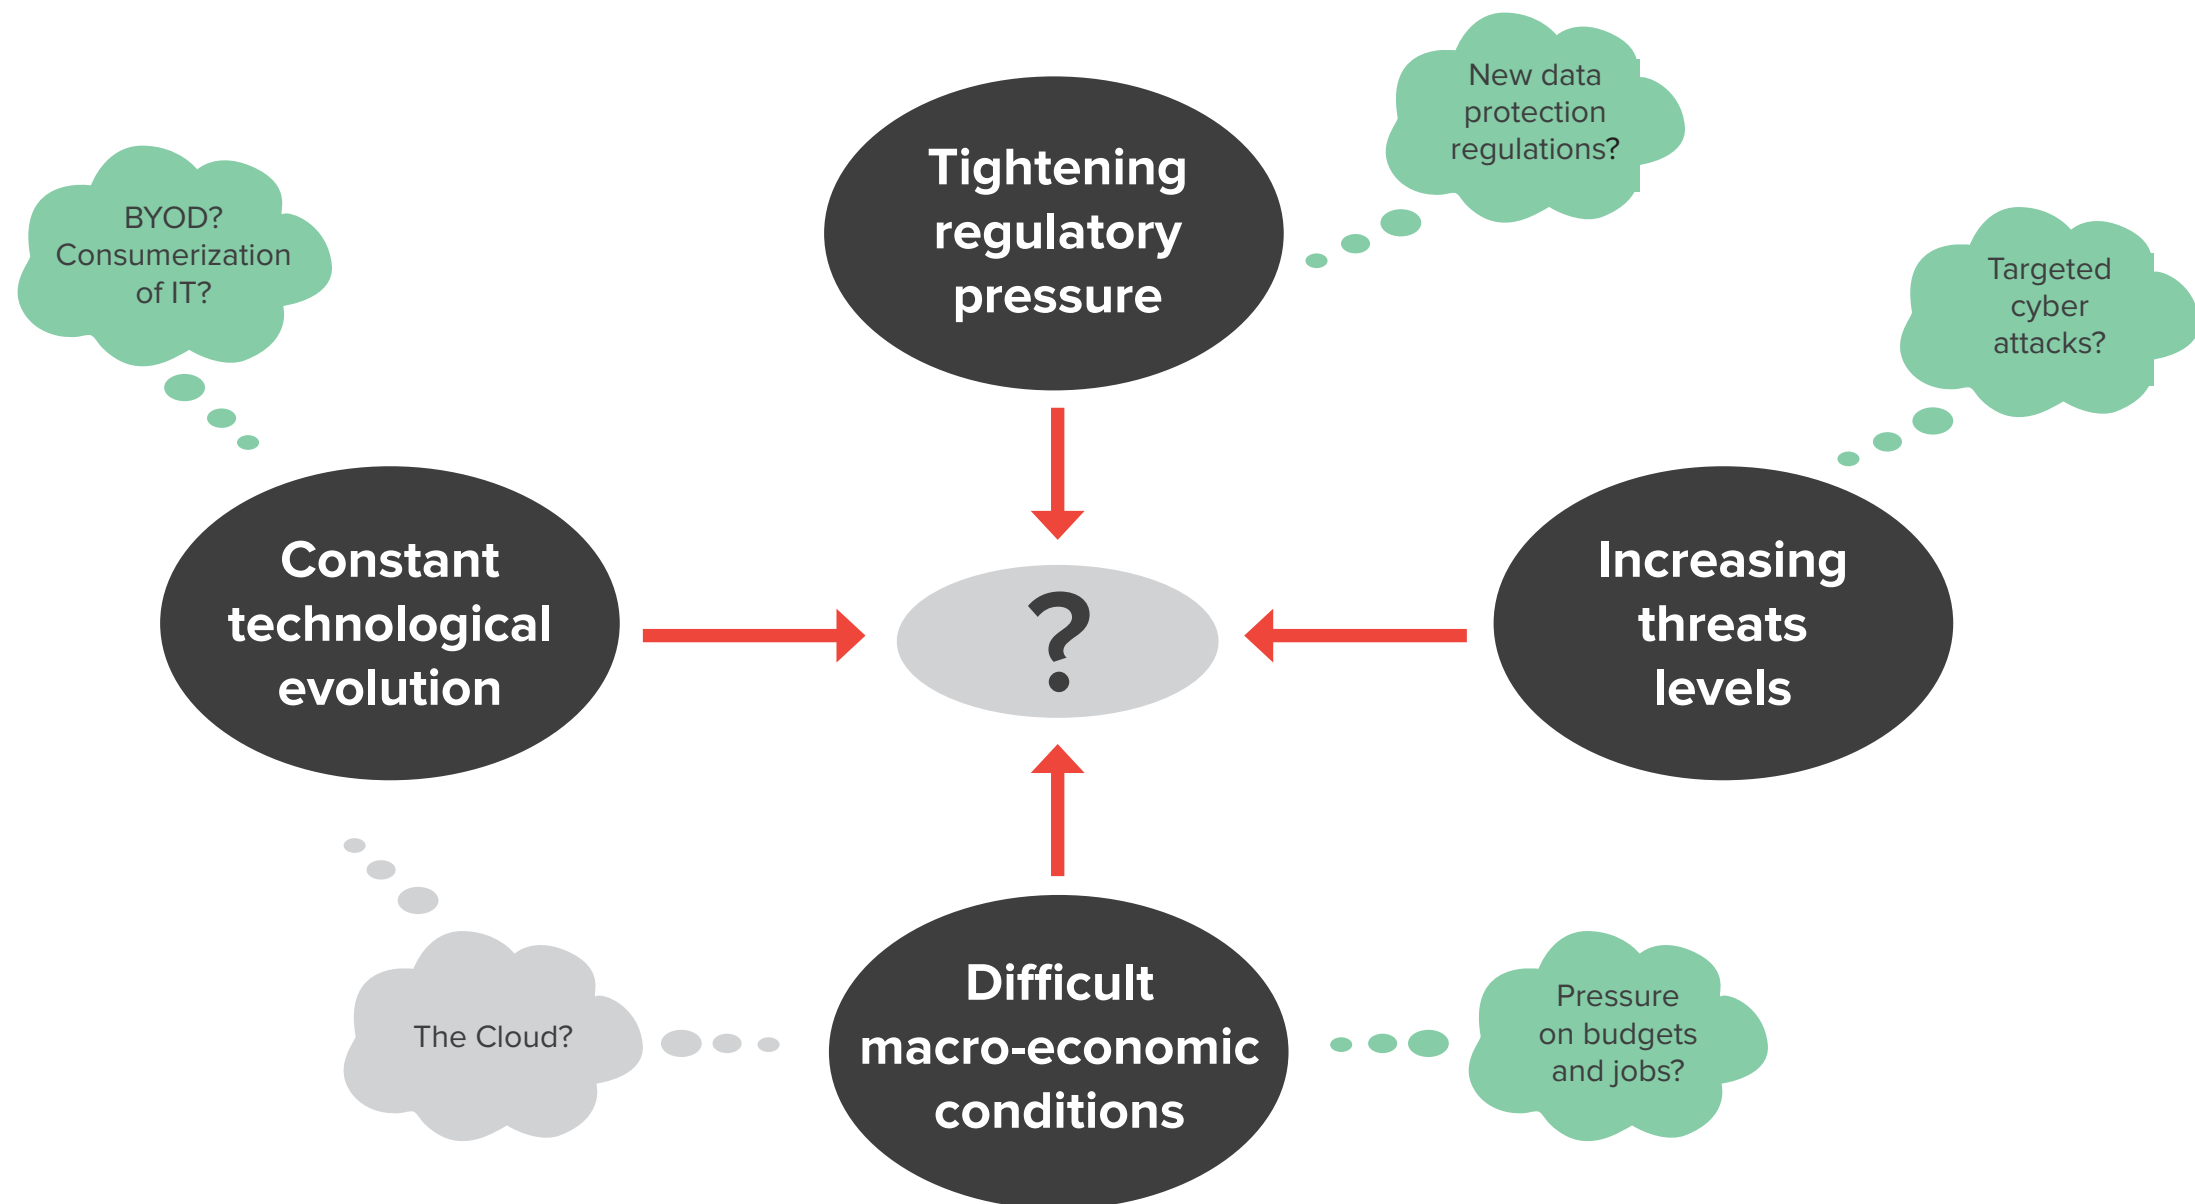 New data
protection
regulations?
Tightening
regulatory
pressure
BYOD?
Consumerization
of IT?
Targeted
cyber
attacks?
Constant
technological
evolution
?
Increasing
threats
levels
The Cloud?
Difficult
macro-economic
conditions
Pressure
on budgets
and jobs?